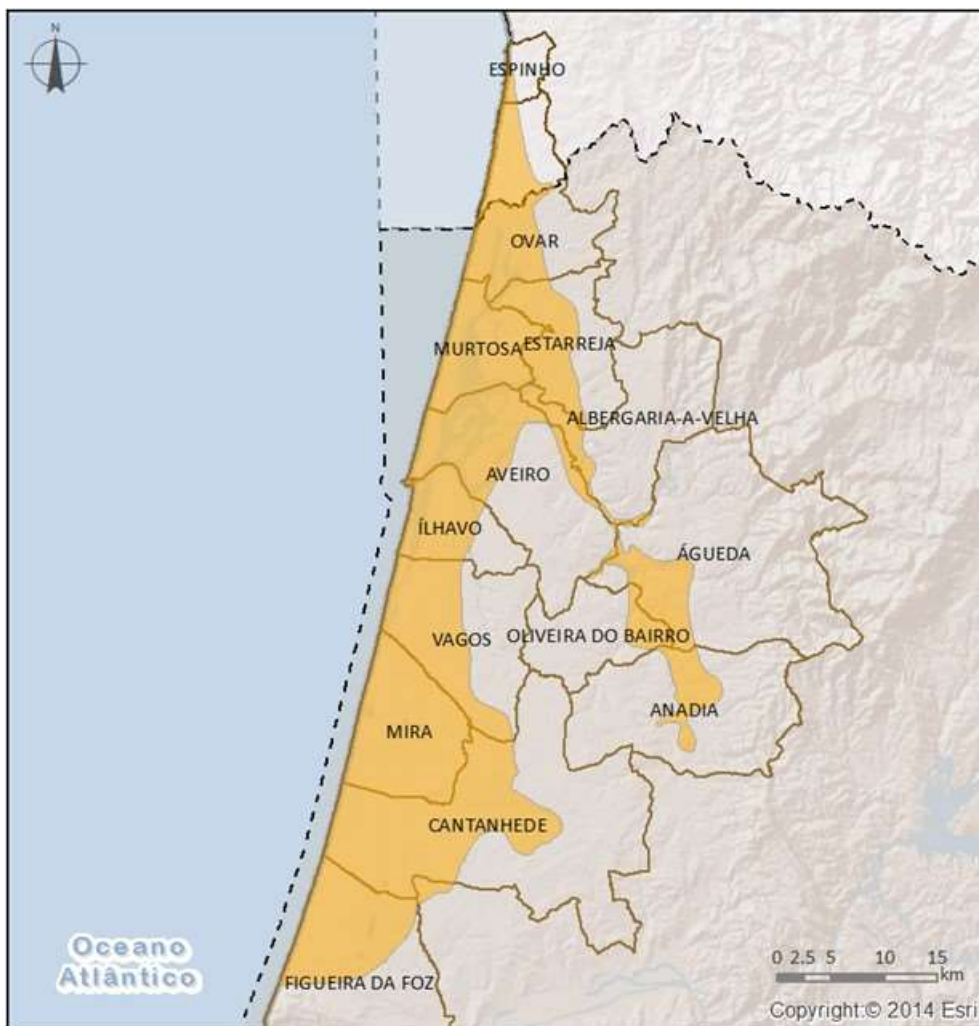 N
ESPINHO
OVAR
MURTOSA
ESTARREJA
ALBERGARIA-A-VELHA
AVEIRO
ÍLHAVO
ÁGUEDA
VAGOS
OLIVEIRA DO BAIRRO
ANADIA
MIRA
CANTANHEDE
Oceano
Atlântico
FIGUEIRA DA FOZ
0 2.5 5 10 15
km
Copyright:© 2014 Esri